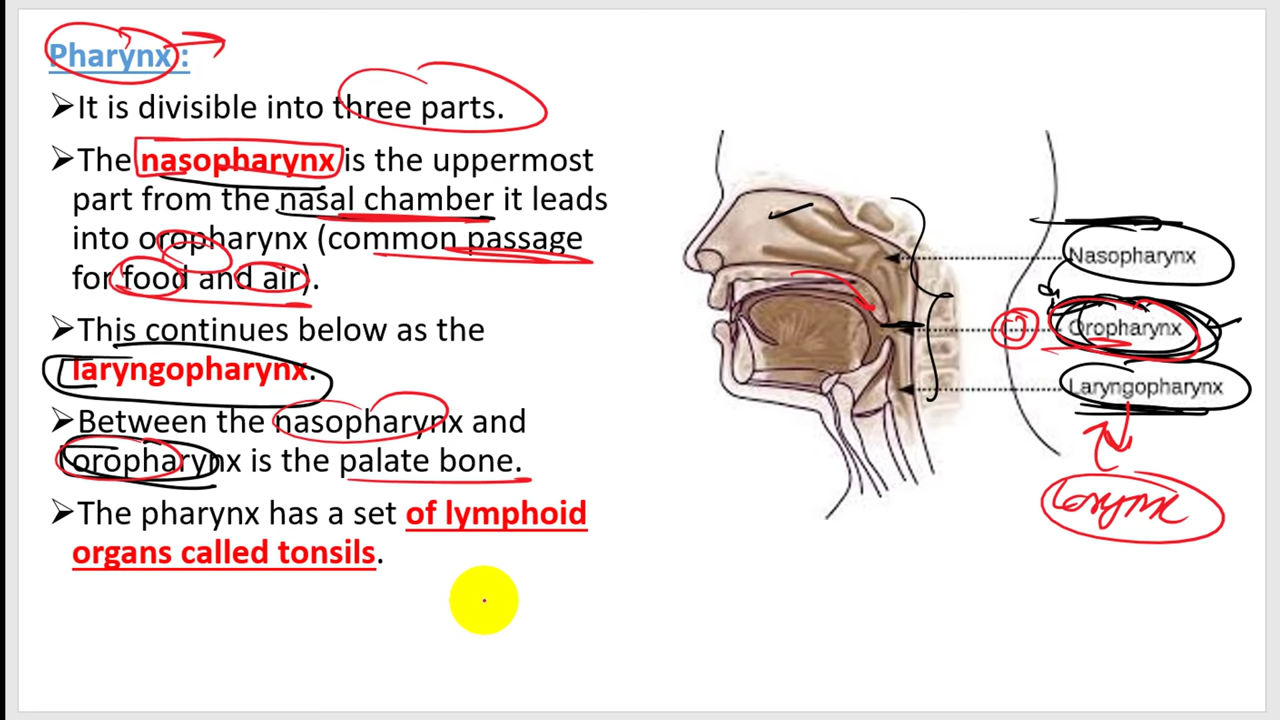 Pharynx :
➢It is divisible into three parts.
➢The nasopharynx is the uppermost
part from the nasal chamber it leads
into oropharynx (common passage
for food and air).
➢This continues below as the
laryngopharynx.
➢Between the nasopharynx and
oropharynx is the palate bone.
➢The pharynx has a set of lymphoid
organs called tonsils.
Nasopharynx
Oropharynx
Laryngopharynx
Larynx